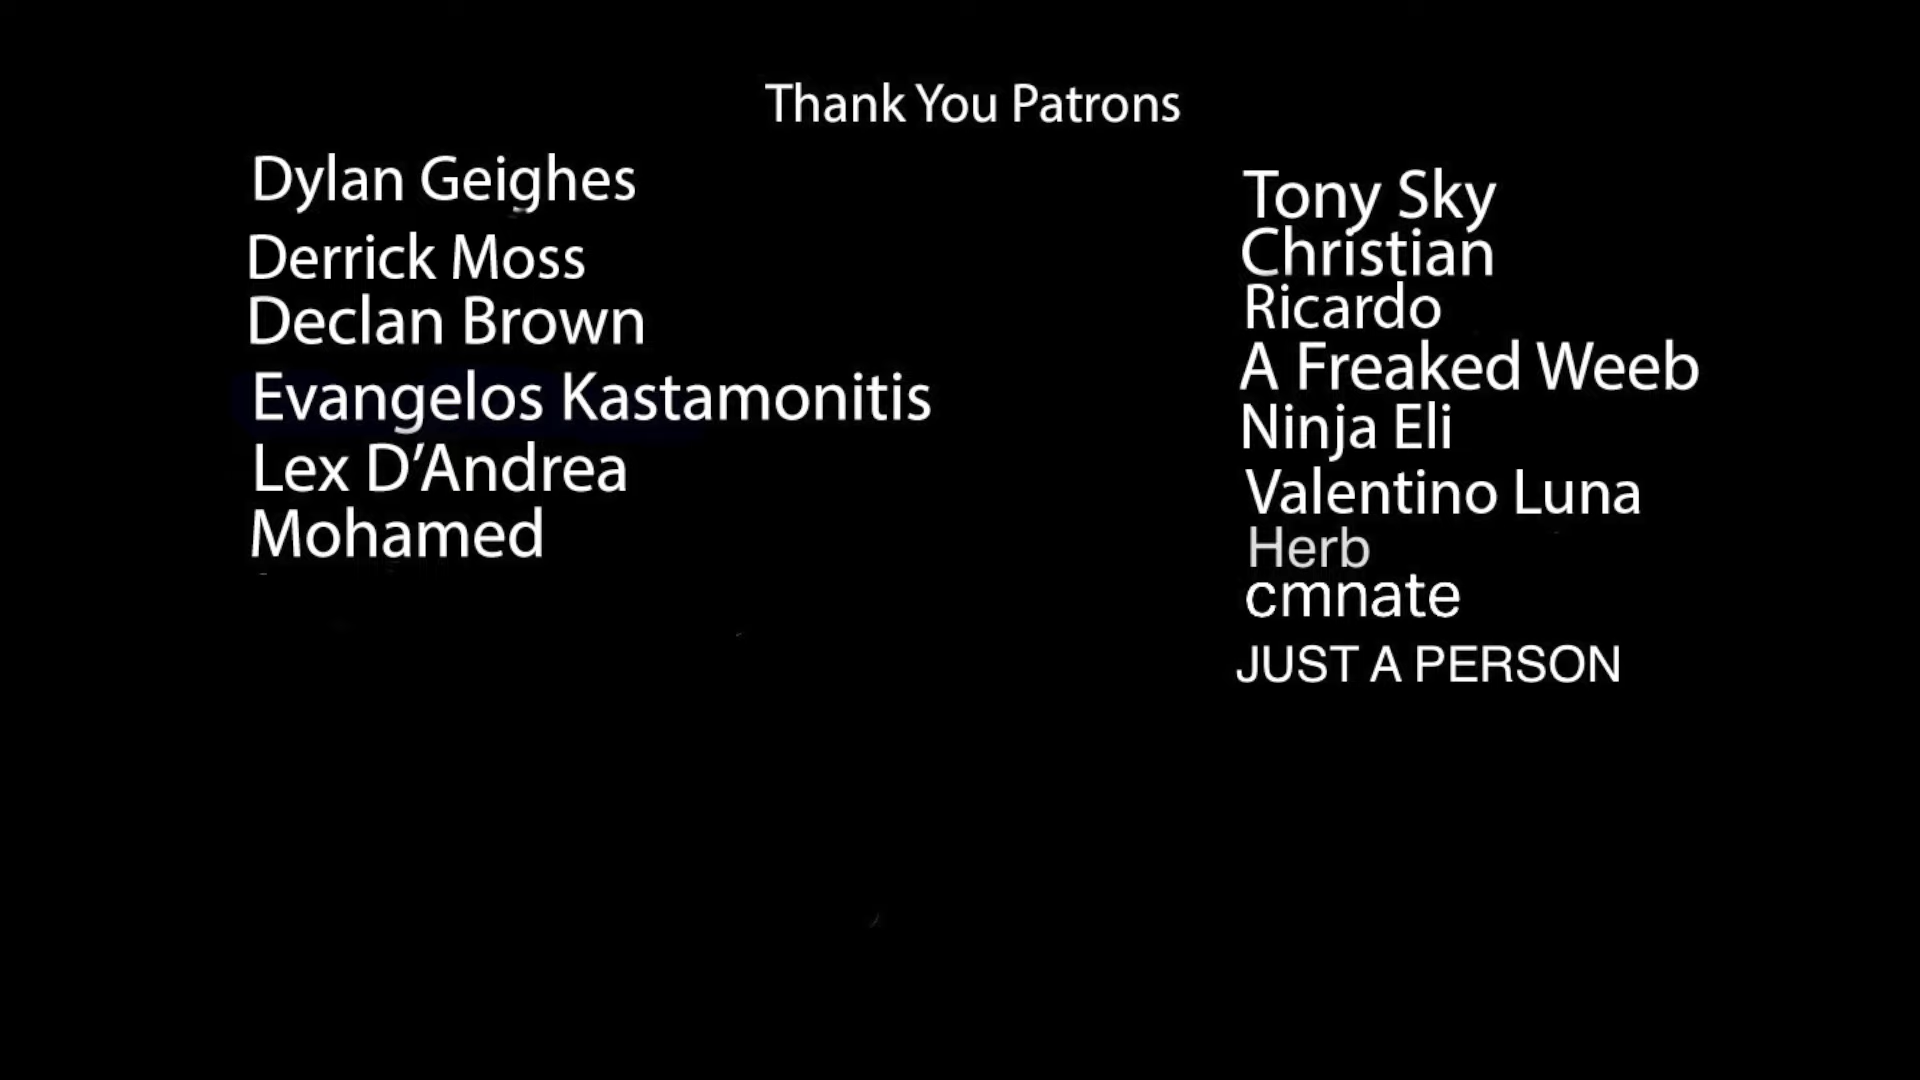 Thank You Patrons
Dylan Geighes
Derrick Moss
Declan Brown
Evangelos Kastamonitis
Lex D’Andrea
Mohamed
Tony Sky
Christian
Ricardo
A Freaked Weeb
Ninja Eli
Valentino Luna
Herb
cmnate
JUST A PERSON